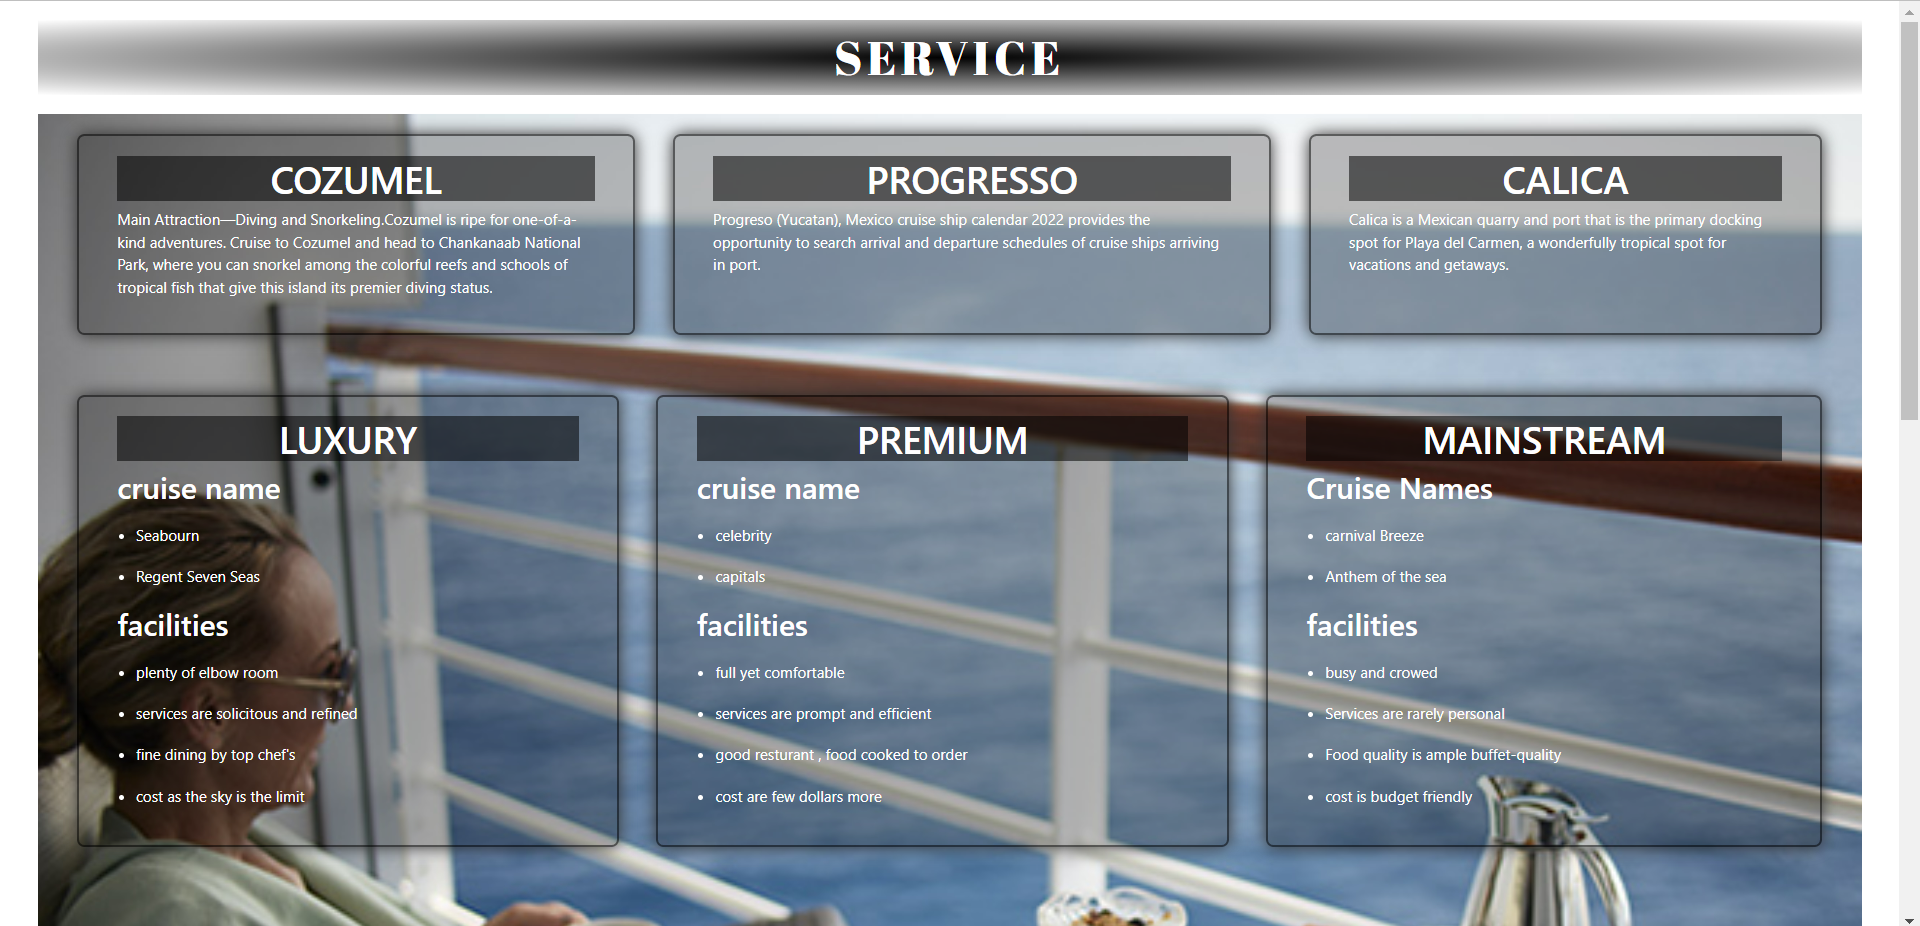 SERVICE
COZUMEL
Main Attraction—Diving and Snorkeling.Cozumel is ripe for one-of-a-
kind adventures. Cruise to Cozumel and head to Chankanaab National
Park, where you can snorkel among the colorful reefs and schools of
tropical fish that give this island its premier diving status.
PROGRESSO
Progreso (Yucatan), Mexico cruise ship calendar 2022 provides the
opportunity to search arrival and departure schedules of cruise ships arriving
in port.
CALICA
Calica is a Mexican quarry and port that is the primary docking
spot for Playa del Carmen, a wonderfully tropical spot for
vacations and getaways.
LUXURY
cruise name
• Seabourn
• Regent Seven Seas
facilities
• plenty of elbow room
• services are solicitous and refined
• fine dining by top chef's
• cost as the sky is the limit
PREMIUM
cruise name
• celebrity
• capitals
facilities
• full yet comfortable
• services are prompt and efficient
• good resturant , food cooked to order
• cost are few dollars more
MAINSTREAM
Cruise Names
• carnival Breeze
• Anthem of the sea
facilities
• busy and crowed
• Services are rarely personal
• Food quality is ample buffet-quality
• cost is budget friendly